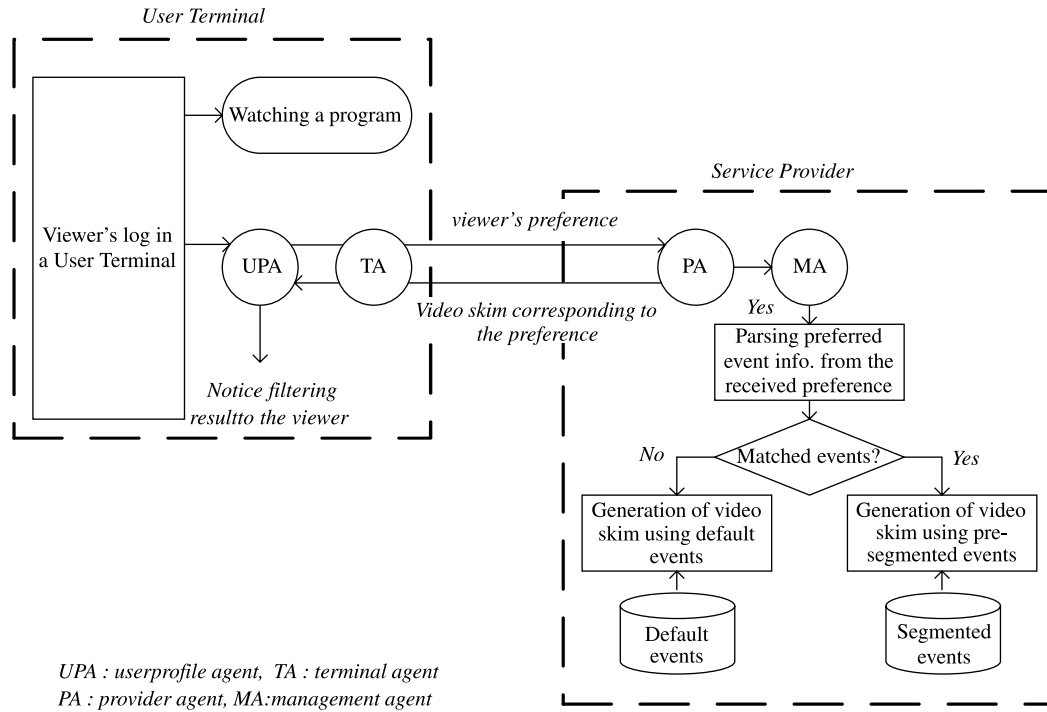 User Terminal
Watching a program
Service Provider
Viewer's log in
a User Terminal
UPA
TA
viewer's preference
PA
MA
Video skim corresponding to
the preference
Yes
Parsing preferred
event info. from the
received preference
Notice filtering
resultto the viewer
No
Matched events?
Yes
Generation of video
skim using default
events
Generation of video
skim using pre-
segmented events
Default
events
Segmented
events
UPA : userprofile agent, TA : terminal agent
PA : provider agent, MA:management agent